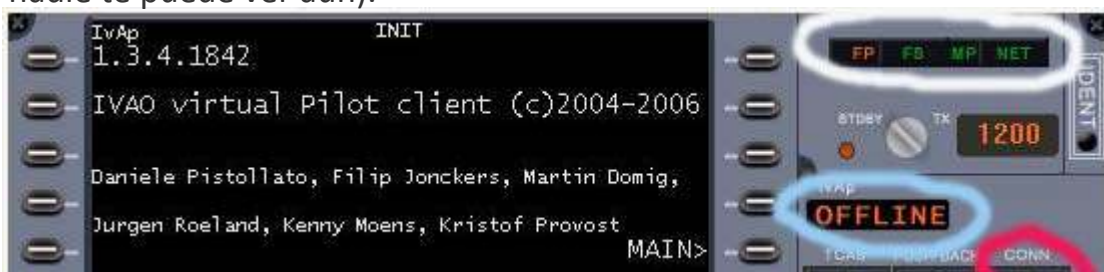 IvAp INIT
1.3.4.1842
IVAO virtual Pilot client (c)2004-2006
Daniele Pistollato, Filip Jonckers, Martin Domig,
Jurgen Roeland, Kenny Moens, Kristof Provost
MAIN>
FP FS MP NET
IDENT
STDBY TX 1200
IvAp
OFFLINE
TCAS CONN